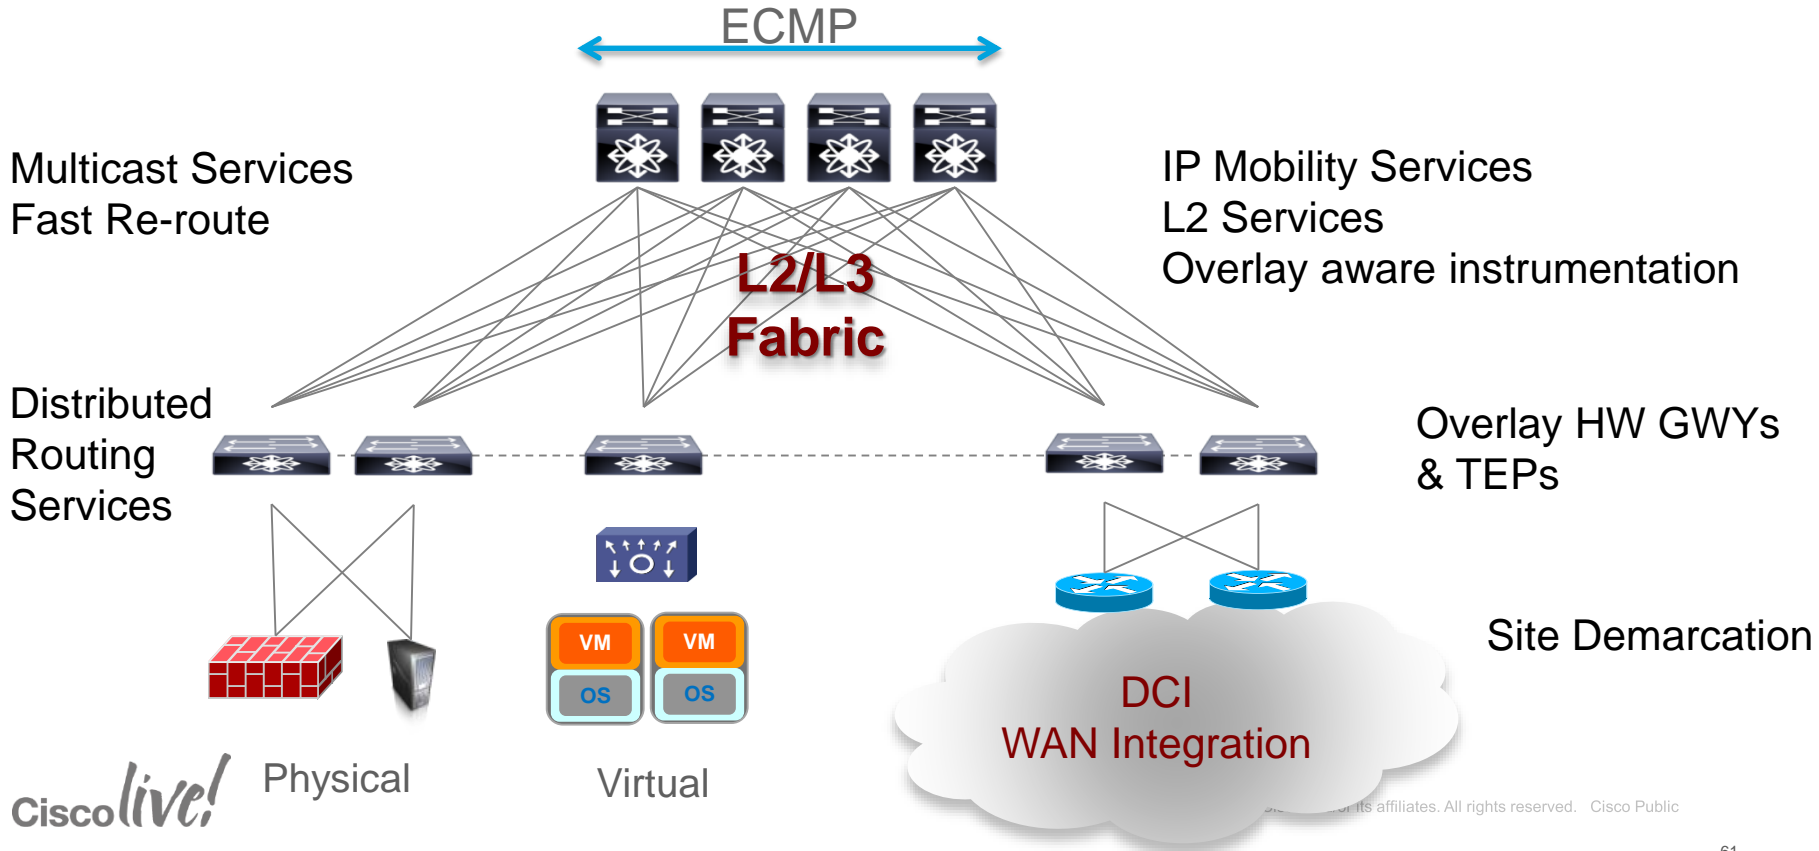 ECMP
Multicast Services
Fast Re-route
IP Mobility Services
L2 Services
Overlay aware instrumentation
L2/L3
Fabric
Distributed
Routing
Services
Overlay HW GWYs
& TEPs
VM
OS
VM
OS
Site Demarcation
DCI
WAN Integration
Physical
Virtual
Cisco live!
its affiliates. All rights reserved. Cisco Public
61